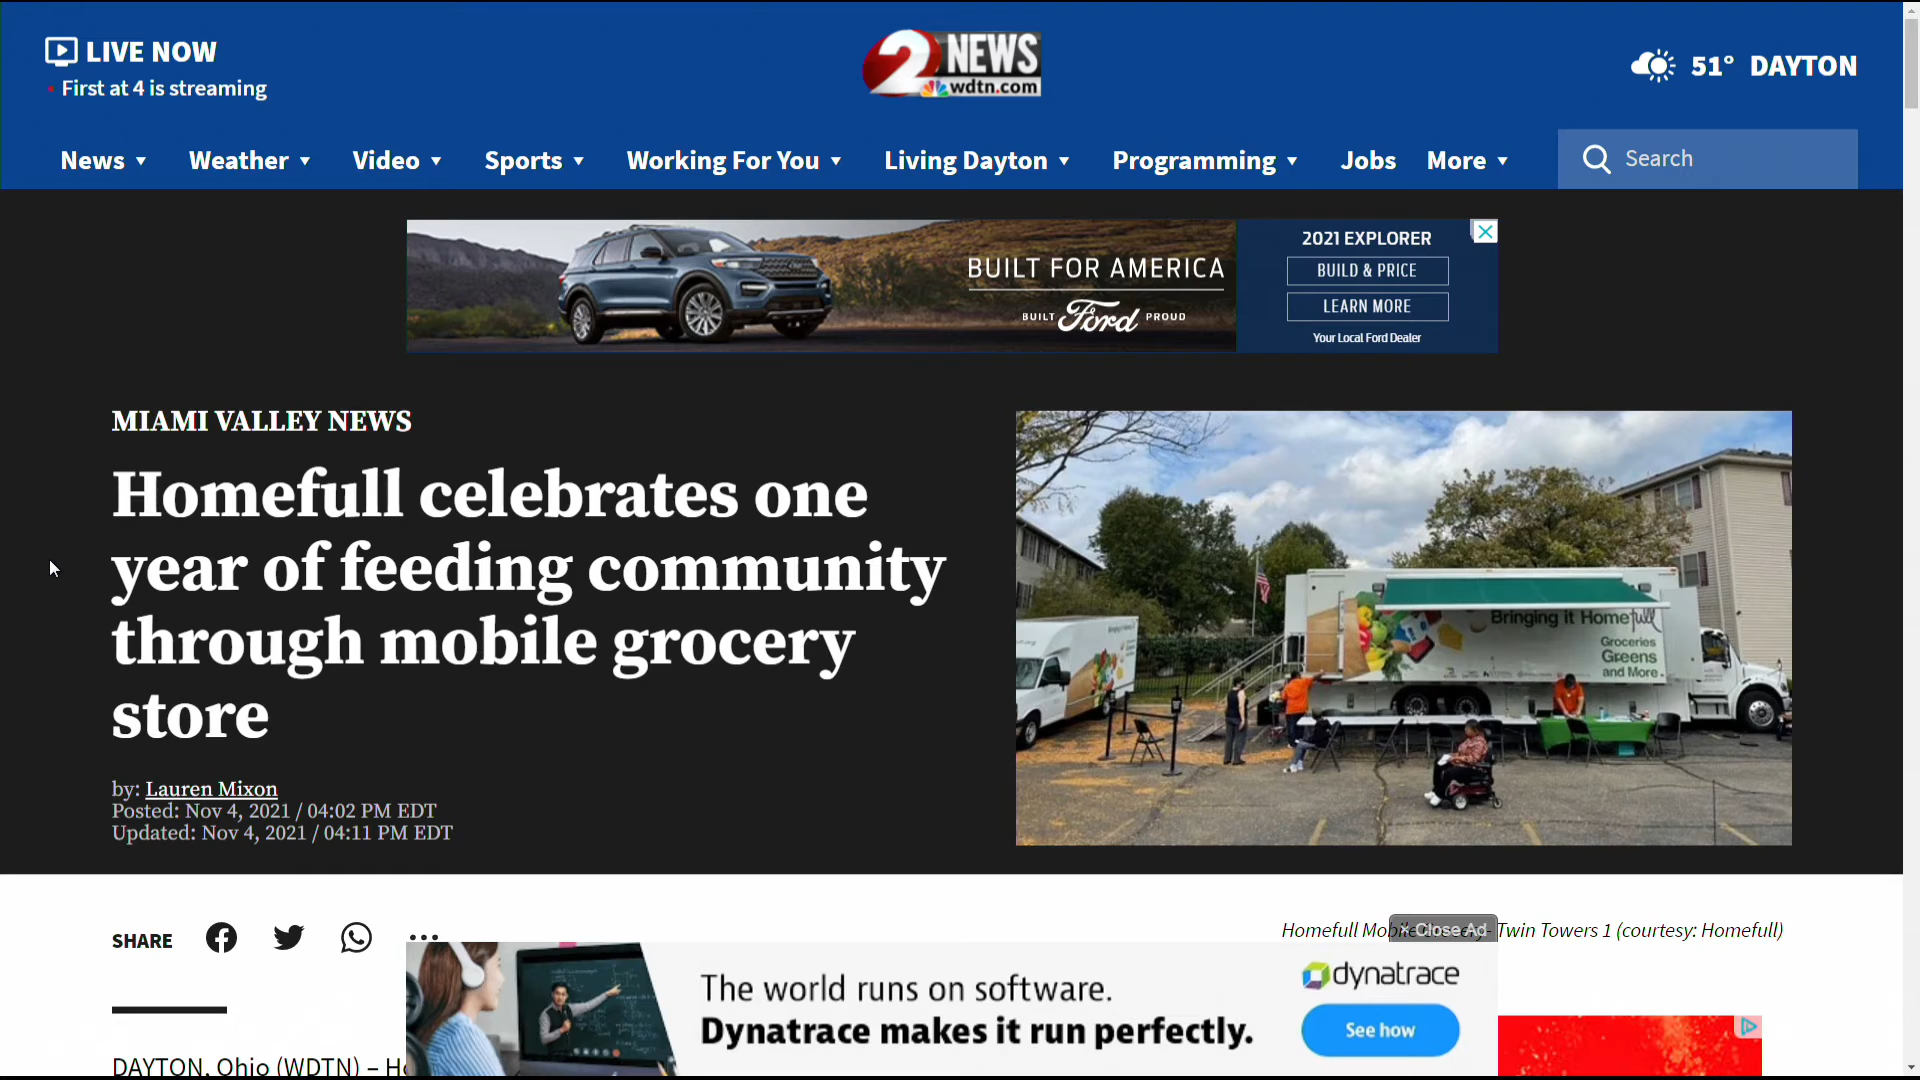 LIVE NOW
First at 4 is streaming
2 NEWS
wdtn.com
51° DAYTON
News
Weather
Video
Sports
Working For You
Living Dayton
Programming
Jobs
More
Search
BUILT FOR AMERICA
BUILT Ford PROUD
2021 EXPLORER
BUILD & PRICE
LEARN MORE
Your Local Ford Dealer
MIAMI VALLEY NEWS
Homefull celebrates one
year of feeding community
through mobile grocery
store
by: Lauren Mixon
Posted: Nov 4, 2021 / 04:02 PM EDT
Updated: Nov 4, 2021 / 04:11 PM EDT
Bringing it Homefull
Groceries
Greens
and More.
SHARE
Homefull Twin Towers 1 (courtesy: Homefull)
× Close Ad
The world runs on software.
Dynatrace makes it run perfectly.
dynatrace
See how
DAYTON, Ohio (WDTN) –